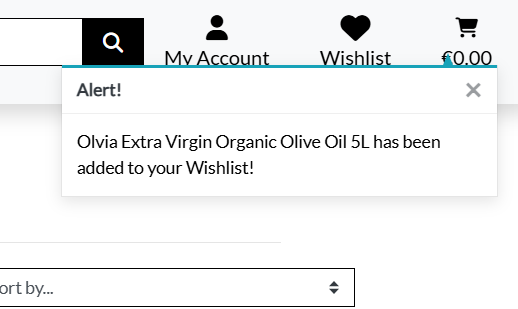 My Account
Wishlist
€0.00
Alert!
Olvia Extra Virgin Organic Olive Oil 5L has been
added to your Wishlist!
ort by...